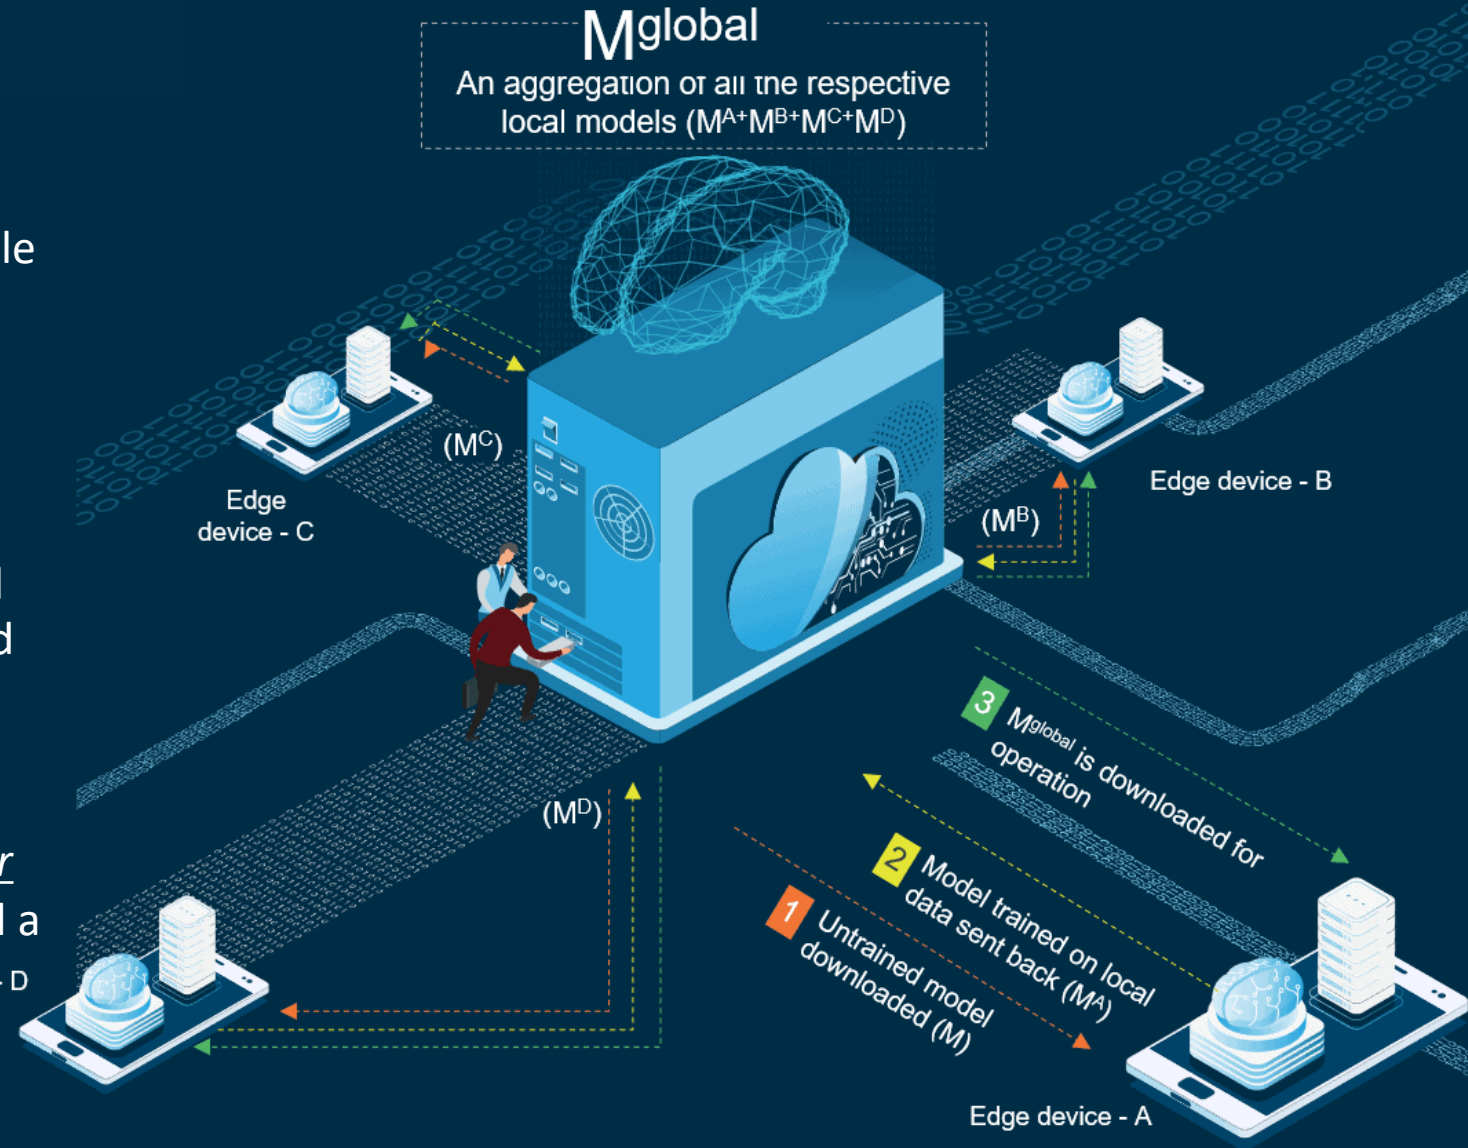 Mglobal
An aggregation of all the respective
local models (MA+MB+MC+MD)
le
(MC)
Edge
device - C
Edge device - B
(MB)
d
3
Mglobal is downloaded for
operation
(MD)
2
Model trained on local
data sent back (MA)
1
Untrained model
downloaded (M)
r
a
- D
Edge device - A